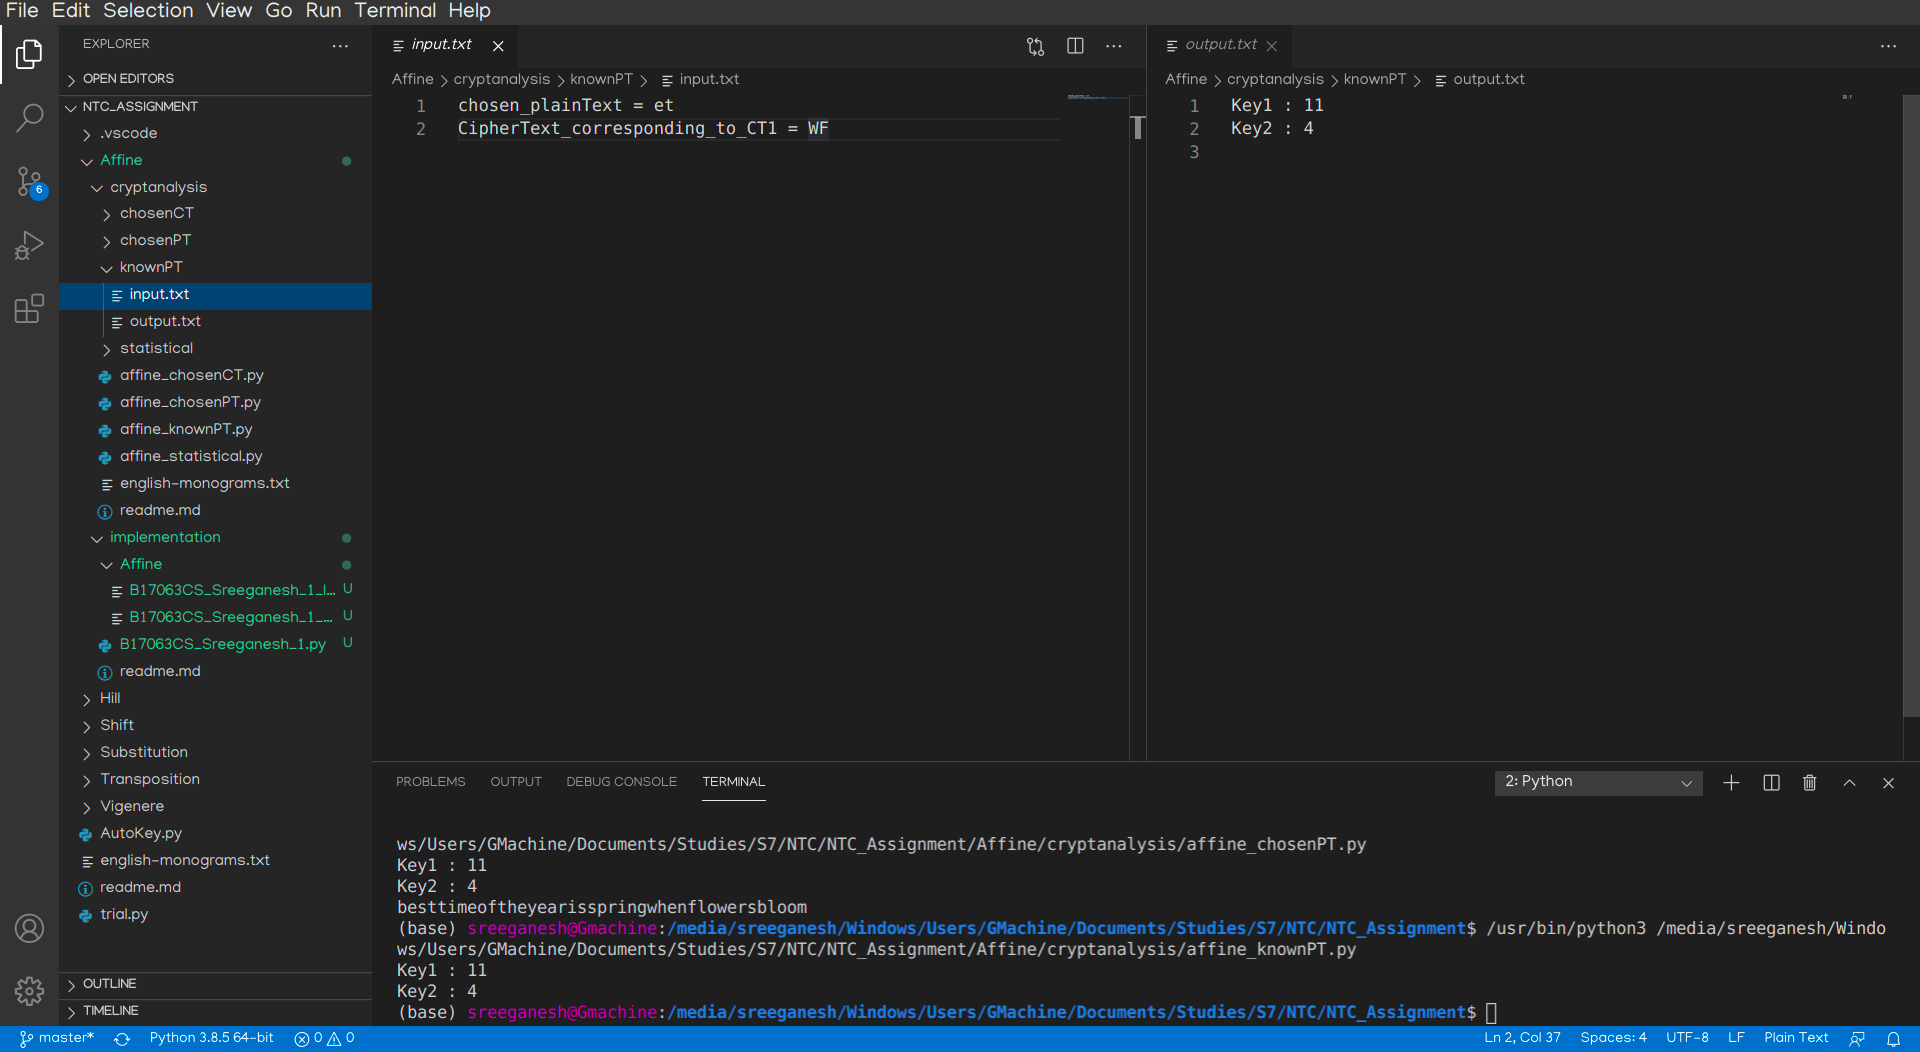 File Edit Selection View Go Run Terminal Help
EXPLORER
OPEN EDITORS
NTC_ASSIGNMENT
.vscode
Affine
cryptanalysis
chosenCT
chosenPT
knownPT
input.txt
output.txt
statistical
affine_chosenCT.py
affine_chosenPT.py
affine_knownPT.py
affine_statistical.py
english-monograms.txt
readme.md
implementation
Affine
B17063CS_Sreeganesh_1_I... U
B17063CS_Sreeganesh_1_... U
B17063CS_Sreeganesh_1.py U
readme.md
Hill
Shift
Substitution
Transposition
Vigenere
AutoKey.py
english-monograms.txt
readme.md
trial.py
OUTLINE
TIMELINE
6
input.txt
Affine > cryptanalysis > knownPT > input.txt
1 chosen_plainText = et
2 CipherText_corresponding_to_CT1 = WF
output.txt
Affine > cryptanalysis > knownPT > output.txt
1 Key1 : 11
2 Key2 : 4
3
PROBLEMS OUTPUT DEBUG CONSOLE TERMINAL
2: Python
ws/Users/GMachine/Documents/Studies/S7/NTC/NTC_Assignment/Affine/cryptanalysis/affine_chosenPT.py
Key1 : 11
Key2 : 4
besttimeoftheyearisspringwhenflowersbloom
(base) sreeganesh@Gmachine:/media/sreeganesh/Windows/Users/GMachine/Documents/Studies/S7/NTC/NTC_Assignment$ /usr/bin/python3 /media/sreeganesh/Windo
ws/Users/GMachine/Documents/Studies/S7/NTC/NTC_Assignment/Affine/cryptanalysis/affine_knownPT.py
Key1 : 11
Key2 : 4
(base) sreeganesh@Gmachine:/media/sreeganesh/Windows/Users/GMachine/Documents/Studies/S7/NTC/NTC_Assignment$
master* Python 3.8.5 64-bit 0 0 Ln 2, Col 37 Spaces: 4 UTF-8 LF Plain Text